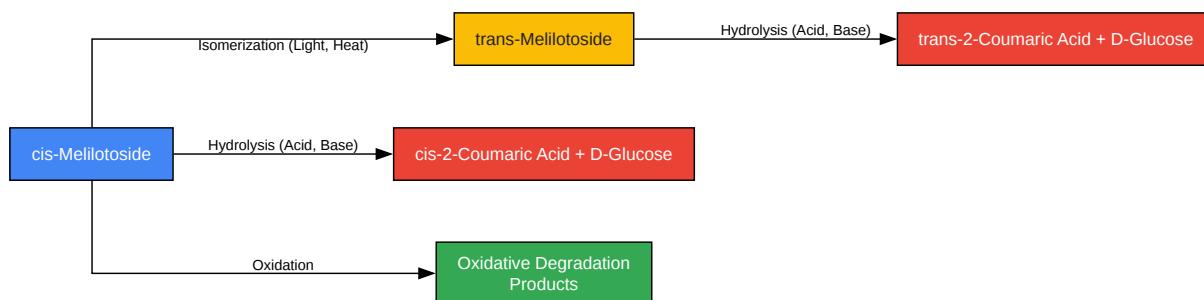 Isomerization (Light, Heat)
trans-Melilotoside
Hydrolysis (Acid, Base)
trans-2-Coumaric Acid + D-Glucose
cis-Melilotoside
Hydrolysis (Acid, Base)
cis-2-Coumaric Acid + D-Glucose
Oxidation
Oxidative Degradation
Products